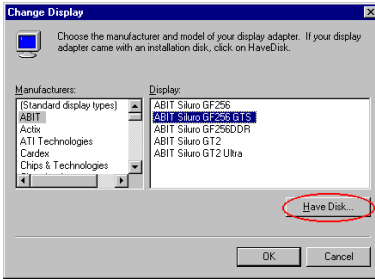 Change Display
Choose the manufacturer and model of your display adapter. If your display
adapter came with an installation disk, click on HaveDisk.
Manufacturers:
(Standard display types)
ABIT
Actix
ATI Technologies
Cardex
Chips & Technologies
Display:
ABIT Siluro GF256
ABIT Siluro GF256 GTS
ABIT Siluro GF256DDR
ABIT Siluro GT2
ABIT Siluro GT2 Ultra
Have Disk...
OK
Cancel